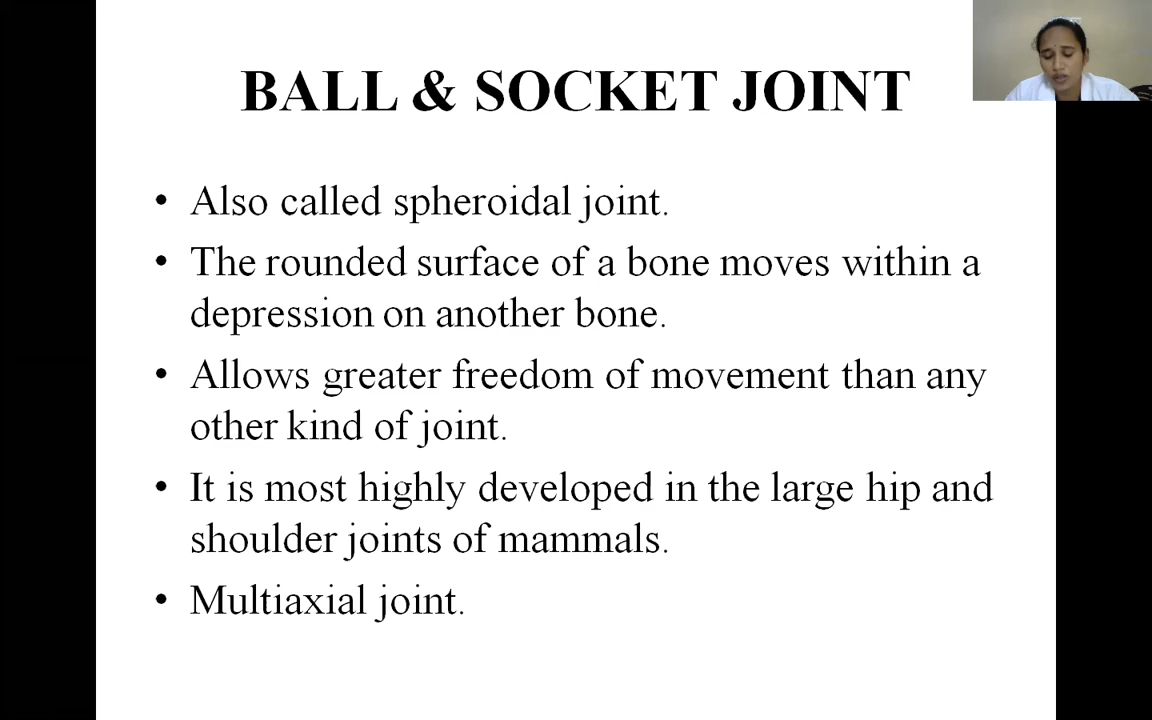 BALL & SOCKET JOINT
• Also called spheroidal joint.
• The rounded surface of a bone moves within a
depression on another bone.
• Allows greater freedom of movement than any
other kind of joint.
• It is most highly developed in the large hip and
shoulder joints of mammals.
• Multiaxial joint.